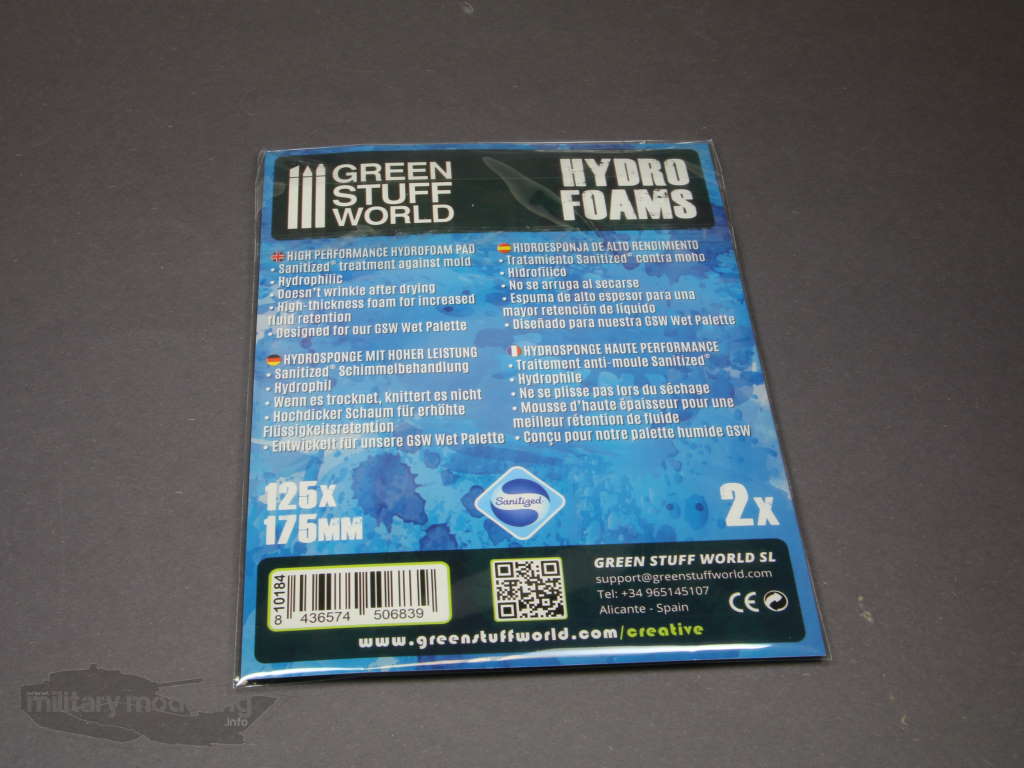 GREEN
STUFF
WORLD
HYDRO
FOAMS
HIGH PERFORMANCE HYDROFOAM PAD
• Sanitized® treatment against mold
• Hydrophilic
• Doesn't wrinkle after drying
• High-thickness foam for increased
fluid retention
• Designed for our GSW Wet Palette
HIDROESPONJA DE ALTO RENDIMIENTO
• Tratamiento Sanitized® contra moho
• Hidrofílico
• No se arruga al secarse
• Espuma de alto espesor para una
mayor retención de líquido
• Diseñado para nuestra GSW Wet Palette
HYDROSPONGE MIT HOHER LEISTUNG
• Sanitized® Schimmelbehandlung
• Hydrophil
• Wenn es trocknet, knittert es nicht
• Hochdicker Schaum für erhöhte
Flüssigkeitsretention
• Entwickelt für unsere GSW Wet Palette
HYDROSPONGE HAUTE PERFORMANCE
• Traitement anti-moule Sanitized®
• Hydrophile
• Ne se plisse pas lors du séchage
• Mousse d'haute épaisseur pour une
meilleur rétention de fluide
• Conçu pour notre palette humide GSW
125x
175MM
Sanitized
2x
810184
8 436574 506839
GREEN STUFF WORLD SL
support@greenstuffworld.com
Tel: +34 965145107
Alicante - Spain
CE
www.greenstuffworld.com/creative
www.
military modelling
.info